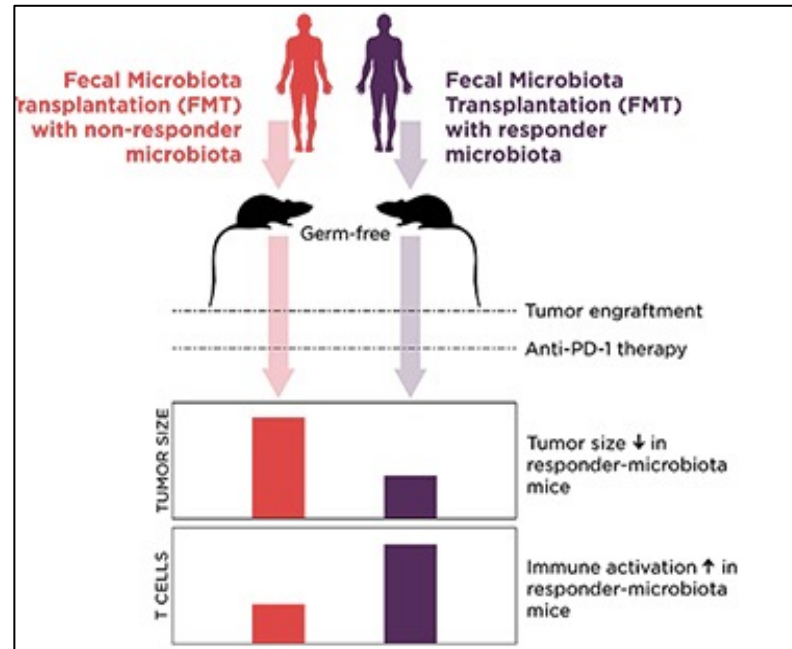 Fecal Microbiota
ransplantation (FMT)
with non-responder
microbiota
Fecal Microbiota
Transplantation (FMT)
with responder
microbiota
Germ-free
Tumor engraftment
Anti-PD-1 therapy
TUMOR SIZE
Tumor size ↓ in
responder-microbiota
mice
T CELLS
Immune activation ↑ in
responder-microbiota
mice